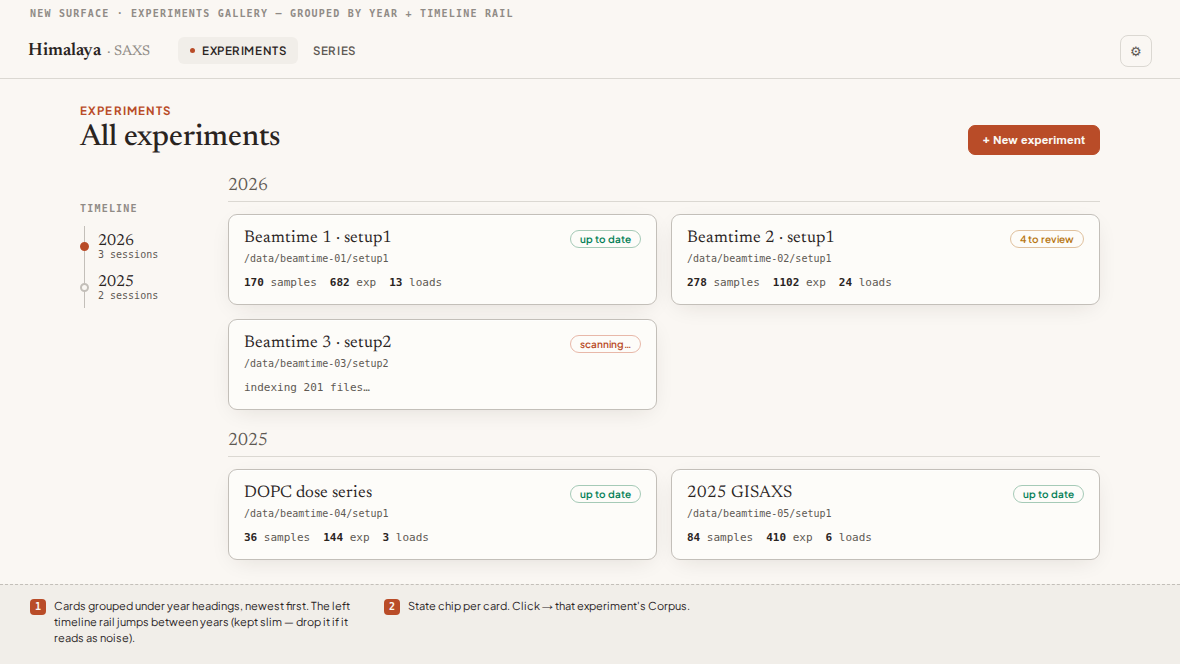 NEW SURFACE · EXPERIMENTS GALLERY — GROUPED BY YEAR + TIMELINE RAIL
Himalaya · SAXS
EXPERIMENTS
SERIES
EXPERIMENTS
All experiments
+ New experiment
TIMELINE
2026
3 sessions
2025
2 sessions
2026
Beamtime 1 · setup1
up to date
/data/beamtime-01/setup1
170 samples 682 exp 13 loads
Beamtime 2 · setup1
4 to review
/data/beamtime-02/setup1
278 samples 1102 exp 24 loads
Beamtime 3 · setup2
scanning…
/data/beamtime-03/setup2
indexing 201 files…
2025
DOPC dose series
up to date
/data/beamtime-04/setup1
36 samples 144 exp 3 loads
2025 GISAXS
up to date
/data/beamtime-05/setup1
84 samples 410 exp 6 loads
1 Cards grouped under year headings, newest first. The left
timeline rail jumps between years (kept slim — drop it if it
reads as noise).
2 State chip per card. Click → that experiment's Corpus.